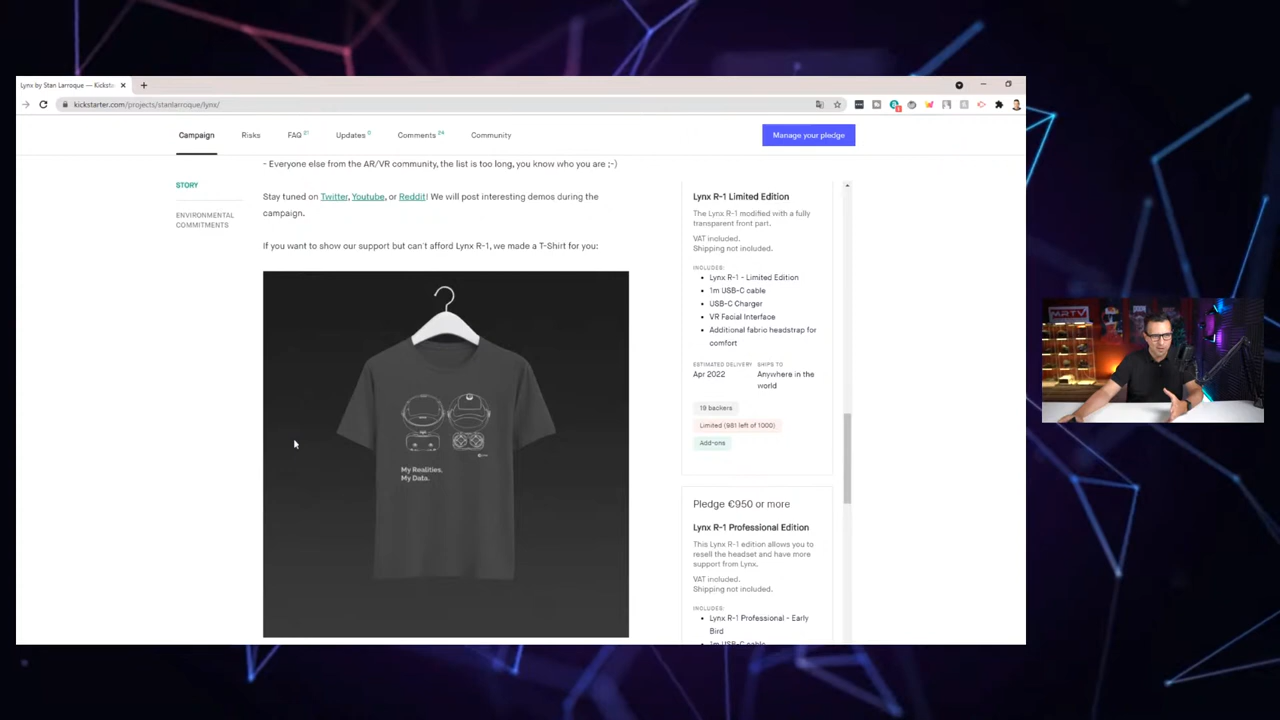 Lynx by Stan Larroque — Kicksta
kickstarter.com/projects/stanlarroque/lynx/
Campaign
Risks
FAQ 21
Updates 0
Comments 24
Community
Manage your pledge
- Everyone else from the AR/VR community, the list is too long, you know who you are ;-)
STORY
ENVIRONMENTAL
COMMITMENTS
Stay tuned on Twitter, Youtube, or Reddit! We will post interesting demos during the
campaign.
If you want to show our support but can't afford Lynx R-1, we made a T-Shirt for you:
My Realities,
My Data.
Lynx R-1 Limited Edition
The Lynx R-1 modified with a fully
transparent front part.
VAT included.
Shipping not included.
INCLUDES:
• Lynx R-1 - Limited Edition
• 1m USB-C cable
• USB-C Charger
• VR Facial Interface
• Additional fabric headstrap for
comfort
ESTIMATED DELIVERY SHIPS TO
Apr 2022 Anywhere in the
world
19 backers
Limited (981 left of 1000)
Add-ons
Pledge €950 or more
Lynx R-1 Professional Edition
This Lynx R-1 edition allows you to
resell the headset and have more
support from Lynx.
VAT included.
Shipping not included.
INCLUDES:
• Lynx R-1 Professional - Early
Bird
1m USB-C cable
MRTV